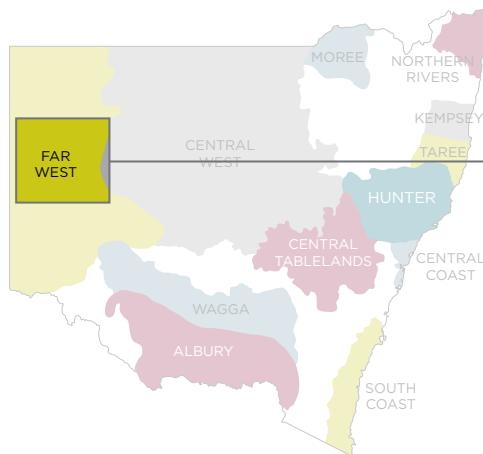 MOREE
NORTHERN
RIVERS
KEMPSEY
CENTRAL
WEST
TAREE
FAR
WEST
HUNTER
CENTRAL
TABLELANDS
CENTRAL
COAST
WAGGA
ALBURY
SOUTH
COAST